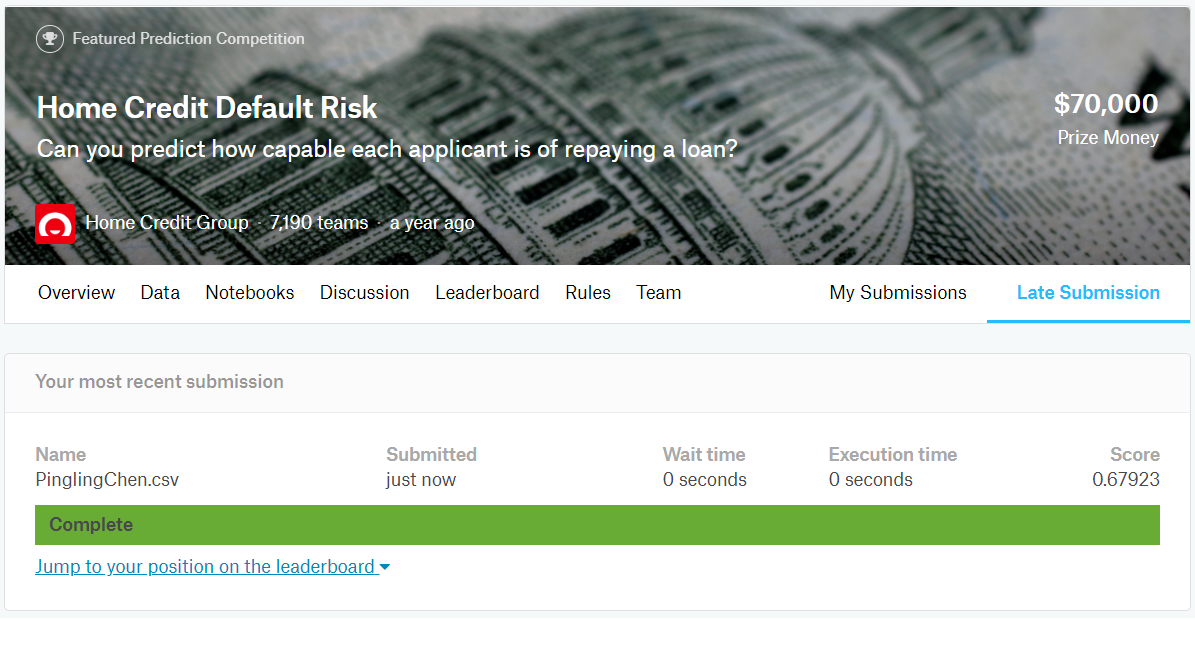 Featured Prediction Competition
Home Credit Default Risk
$70,000
Can you predict how capable each applicant is of repaying a loan?
Prize Money
Home Credit Group · 7,190 teams · a year ago
Overview Data Notebooks Discussion Leaderboard Rules Team My Submissions Late Submission
Your most recent submission
Name Submitted Wait time Execution time Score
PinglingChen.csv just now 0 seconds 0 seconds 0.67923
Complete
Jump to your position on the leaderboard